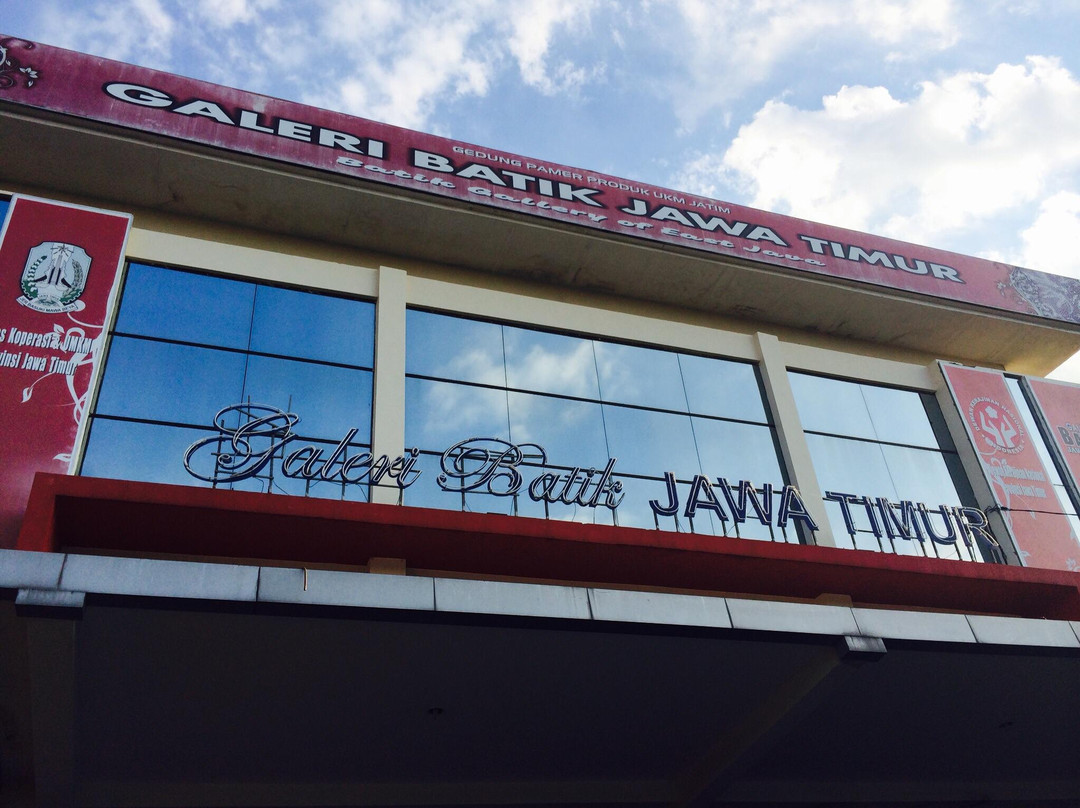 GEDUNG PAMER PRODUK UKM JATIM
GALERI BATIK JAWA TIMUR
Batik Gallery of East Java
s Koperasi & UMKM
insi Jawa Timur
Galeri Batik JAWA TIMUR